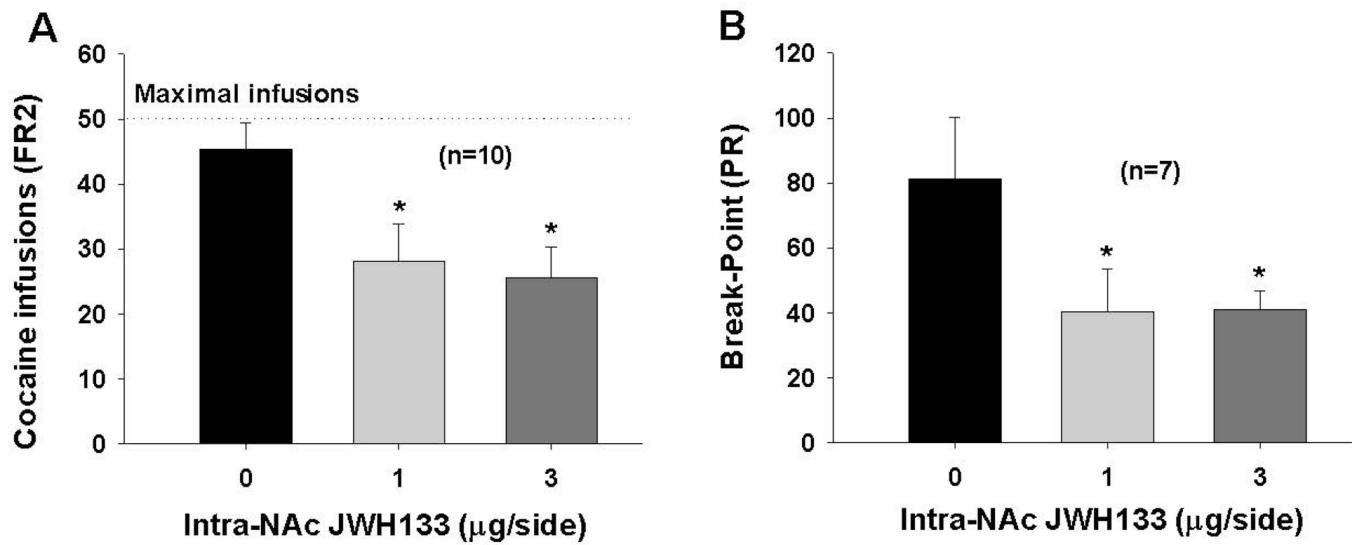 A
Cocaine infusions (FR2)
60
50
40
30
20
10
0
Maximal infusions
(n=10)
*
*
0 1 3
Intra-NAc JWH133 (μg/side)
B
Break-Point (PR)
120
100
80
60
40
20
0
(n=7)
*
*
0 1 3
Intra-NAc JWH133 (μg/side)